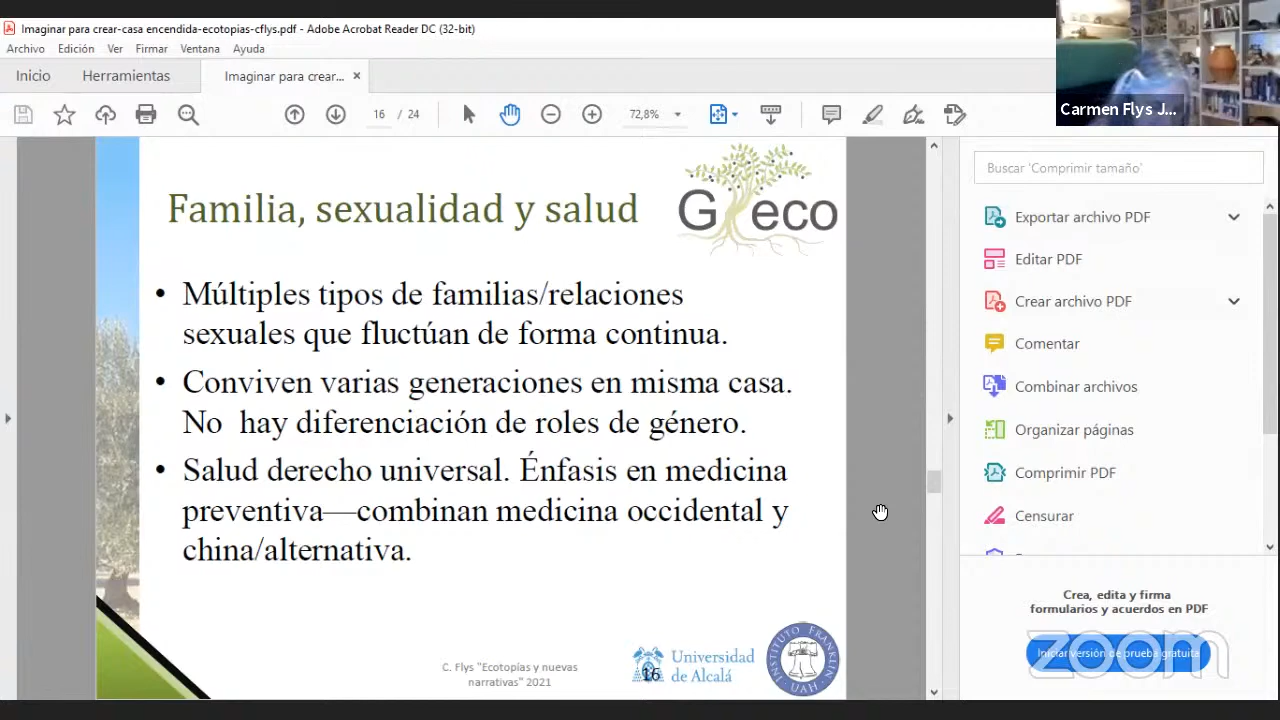 Imaginar para crear-casa encendida-ecotopias-cflys.pdf - Adobe Acrobat Reader DC (32-bit)
Archivo Edición Ver Firmar Ventana Ayuda
Inicio Herramientas Imaginar para crear... ×
16 / 24 72,8%
Carmen Flys J...
Familia, sexualidad y salud
G eco
• Múltiples tipos de familias/relaciones
sexuales que fluctúan de forma continua.
• Conviven varias generaciones en misma casa.
No hay diferenciación de roles de género.
• Salud derecho universal. Énfasis en medicina
preventiva—combinan medicina occidental y
china/alternativa.
C. Flys "Ecotopías y nuevas
narrativas" 2021
16
Universidad
de Alcalá
INSTITUTO FRANKLIN
UAH
Buscar 'Comprimir tamaño'
Exportar archivo PDF
Editar PDF
Crear archivo PDF
Comentar
Combinar archivos
Organizar páginas
Comprimir PDF
Censurar
Crea, edita y firma
formularios y acuerdos en PDF
Iniciar versión de prueba gratuita
zoom